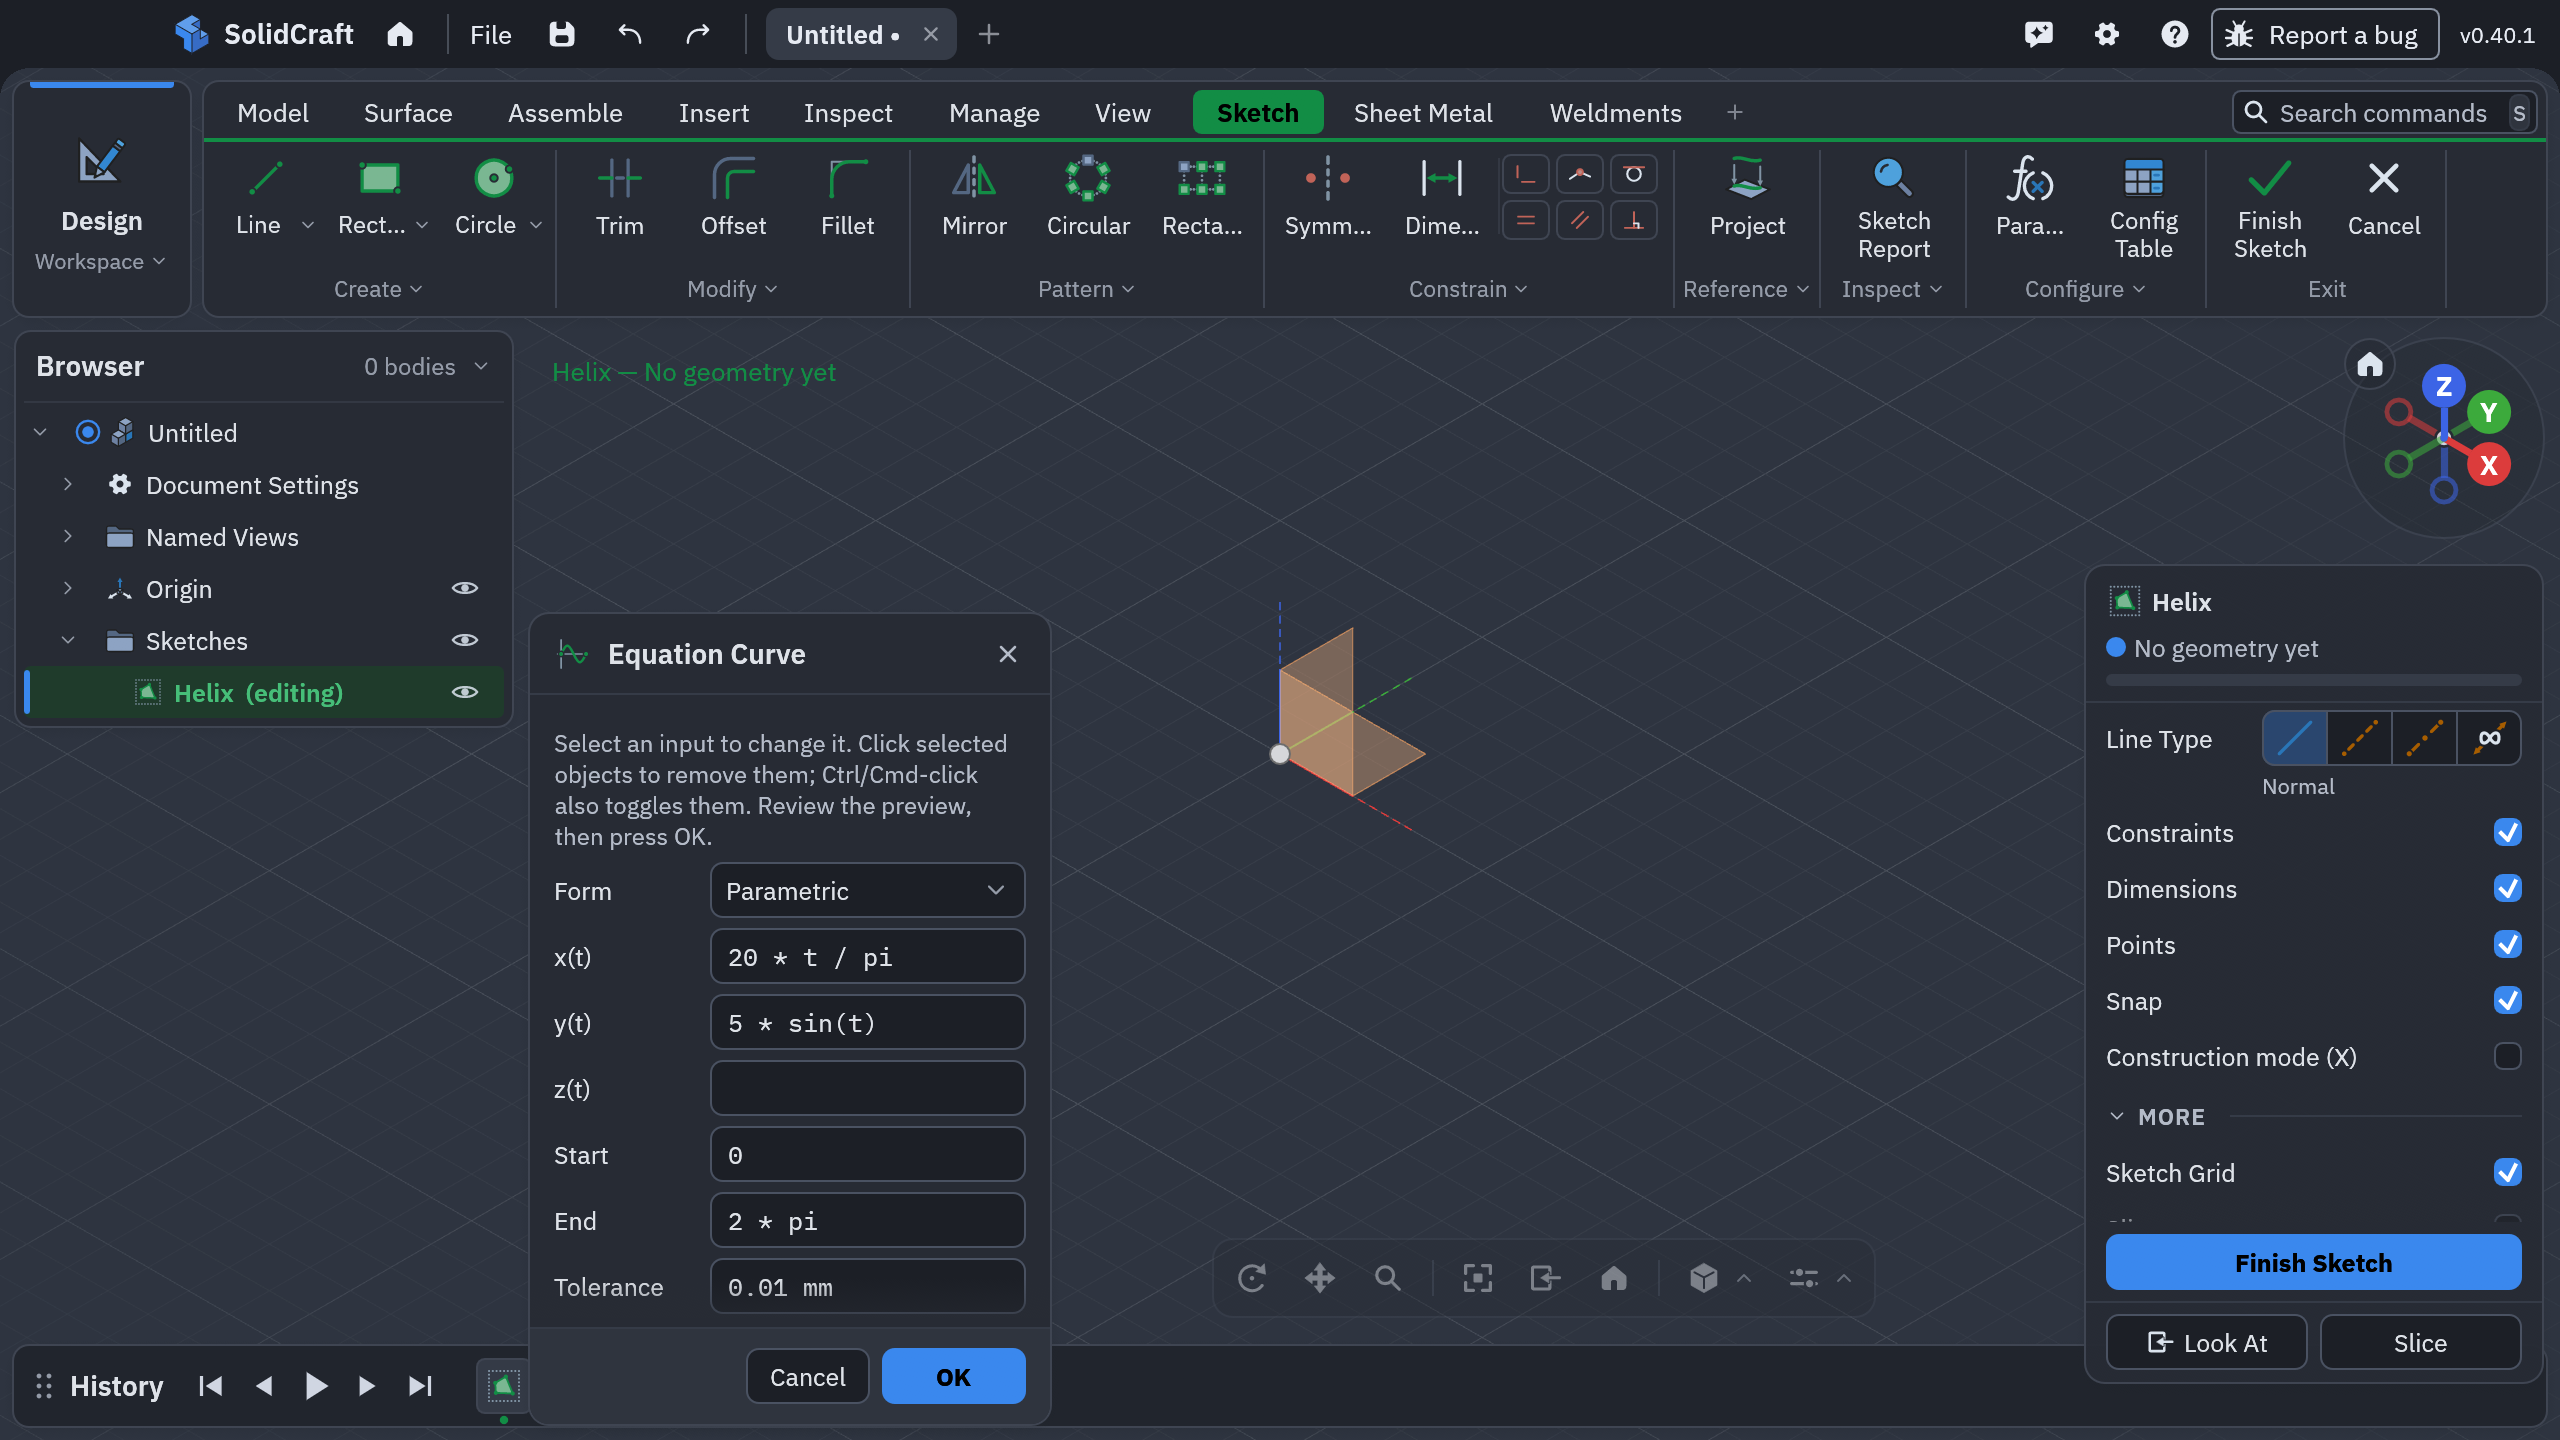 SolidCraft
File
Untitled •
Report a bug
v0.40.1
Design
Workspace
Model
Surface
Assemble
Insert
Inspect
Manage
View
Sketch
Sheet Metal
Weldments
Search commands
S
Line
Rect...
Circle
Create
Trim
Offset
Fillet
Modify
Mirror
Circular
Recta...
Pattern
Symm...
Dime...
Constrain
Project
Reference
Sketch
Report
Inspect
Para...
Config
Table
Configure
Finish
Sketch
Cancel
Exit
Browser
0 bodies
Untitled
Document Settings
Named Views
Origin
Sketches
Helix (editing)
Helix — No geometry yet
Z
Y
X
Equation Curve
Select an input to change it. Click selected
objects to remove them; Ctrl/Cmd-click
also toggles them. Review the preview,
then press OK.
Form
Parametric
x(t)
20 * t / pi
y(t)
5 * sin(t)
z(t)
Start
0
End
2 * pi
Tolerance
0.01 mm
Cancel
OK
Helix
No geometry yet
Line Type
Normal
Constraints
Dimensions
Points
Snap
Construction mode (X)
MORE
Sketch Grid
Finish Sketch
Look At
Slice
History